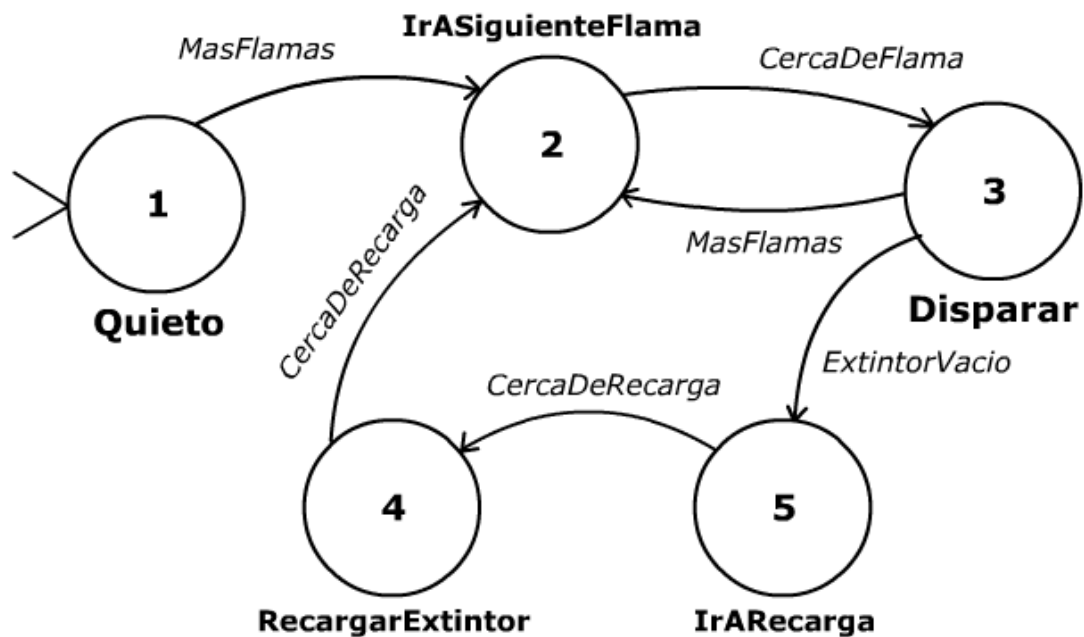 IrASiguienteFlama
MasFlamas
CercaDeFlama
2
3
1
CercaDeRecarga
MasFlamas
Disparar
Quieto
ExtintorVacio
CercaDeRecarga
4
5
RecargarExtintor
IrARecarga